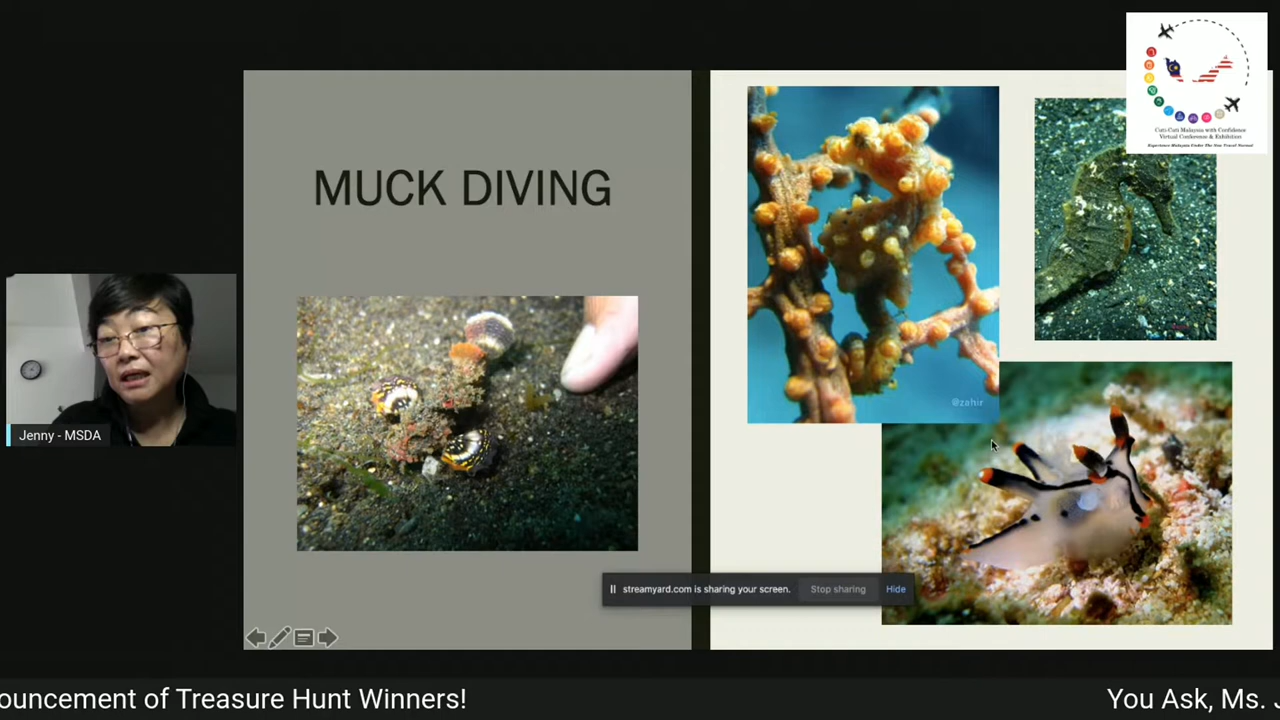 MUCK DIVING
Jenny - MSDA
@zahir
Cuti-Cuti Malaysia with Confidence
Virtual Conference & Exhibition
Experience Malaysia Under The New Travel Normal
streamyard.com is sharing your screen.
Stop sharing
Hide
ouncement of Treasure Hunt Winners!
You Ask, Ms. J